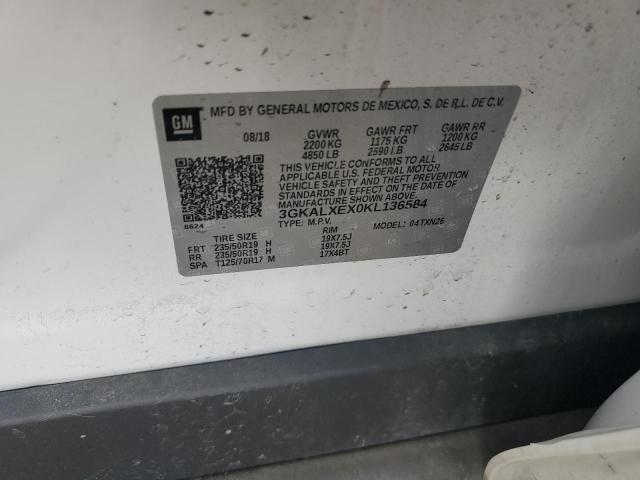 GM
MFD BY GENERAL MOTORS DE MEXICO, S. DE R.L. DE C.V.
08/18 GVWR GAWR FRT GAWR RR
2200 KG 1175 KG 1200 KG
4850 LB 2590 LB 2645 LB
THIS VEHICLE CONFORMS TO ALL
APPLICABLE U.S. FEDERAL MOTOR
VEHICLE SAFETY AND THEFT PREVENTION
STANDARDS IN EFFECT ON THE DATE OF
MANUFACTURE SHOWN ABOVE.
3GKALXEX0KL136584
8624
TYPE: M.P.V. MODEL: 04TXN26
TIRE SIZE RIM
FRT 235/50R19 H 19X7.5J
RR 235/50R19 H 19X7.5J
SPA T125/70R17 M 17X4BT